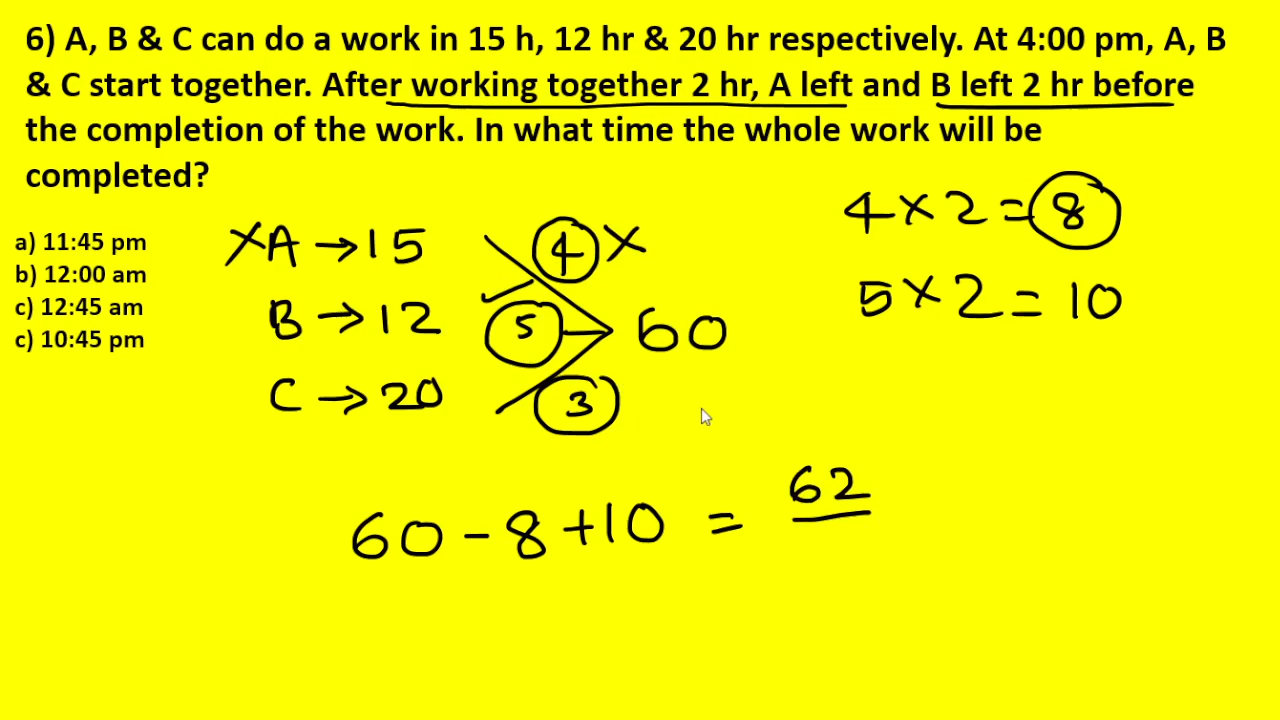 6) A, B & C can do a work in 15 h, 12 hr & 20 hr respectively. At 4:00 pm, A, B
& C start together. After working together 2 hr, A left and B left 2 hr before
the completion of the work. In what time the whole work will be
completed?
4 × 2 = 8
5 × 2 = 10
a) 11:45 pm
b) 12:00 am
c) 12:45 am
c) 10:45 pm
×A → 15 4 ×
B → 12 5 60
C → 20 3
60 - 8 + 10 = 62